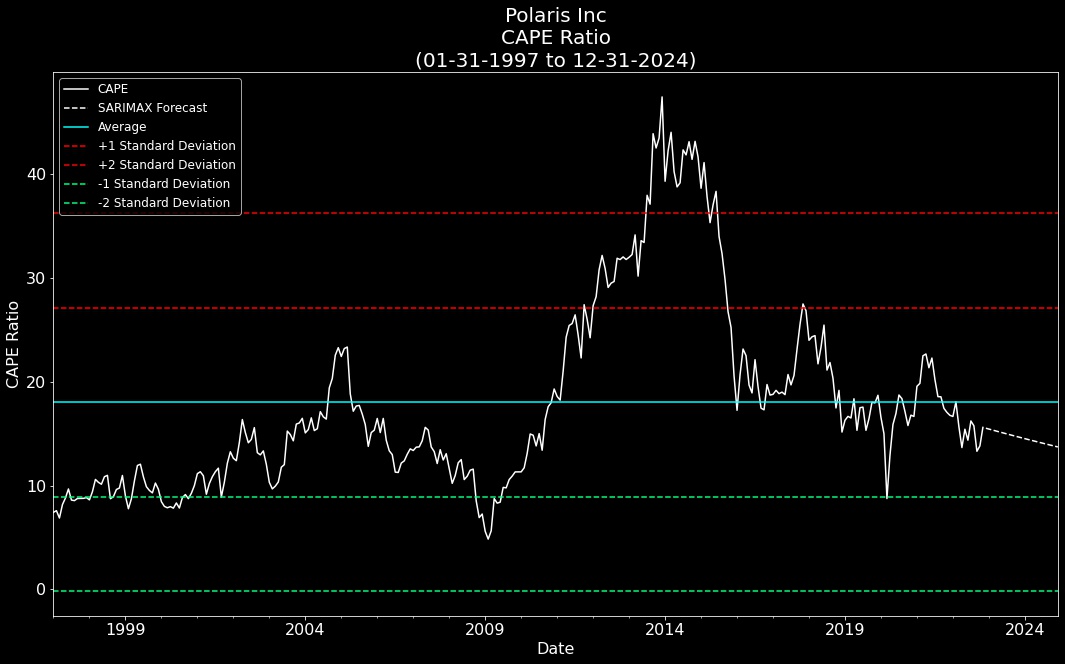 Polaris Inc
CAPE Ratio
(01-31-1997 to 12-31-2024)
CAPE
SARIMAX Forecast
Average
+1 Standard Deviation
+2 Standard Deviation
-1 Standard Deviation
-2 Standard Deviation
40
30
20
10
0
CAPE Ratio
1999
2004
2009
2014
2019
2024
Date